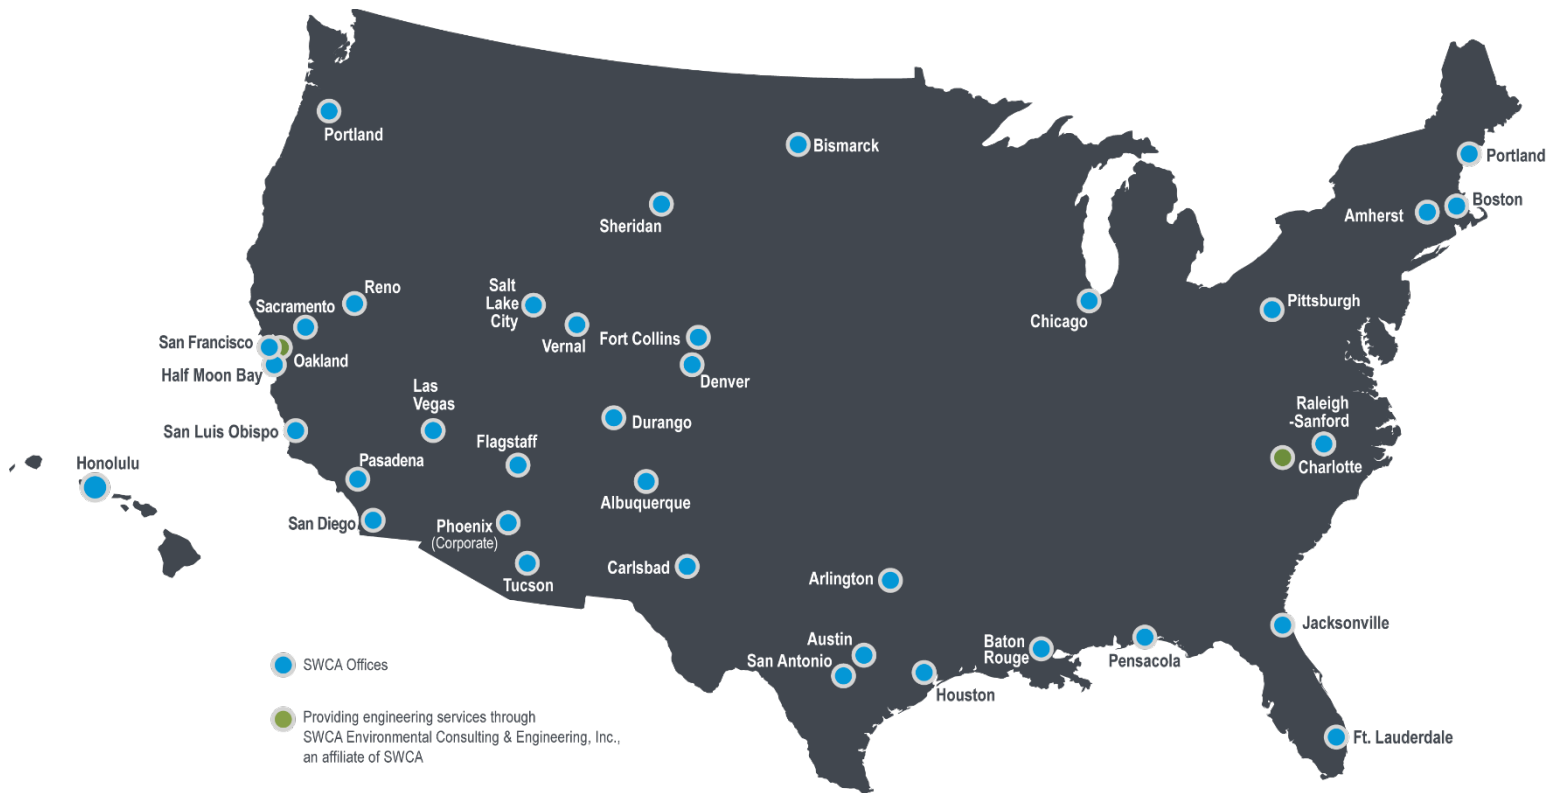 Portland
Bismarck
Portland
Sheridan
Boston
Amherst
Reno
Salt
Lake
City
Sacramento
Pittsburgh
Chicago
San Francisco
Vernal
Fort Collins
Oakland
Half Moon Bay
Denver
Las
Vegas
Raleigh
-Sanford
Durango
San Luis Obispo
Flagstaff
Honolulu
Pasadena
Charlotte
Albuquerque
San Diego
Phoenix
(Corporate)
Carlsbad
Tucson
Arlington
Jacksonville
Austin
Baton
Rouge
San Antonio
Pensacola
Houston
Ft. Lauderdale
SWCA Offices
Providing engineering services through
SWCA Environmental Consulting & Engineering, Inc.,
an affiliate of SWCA